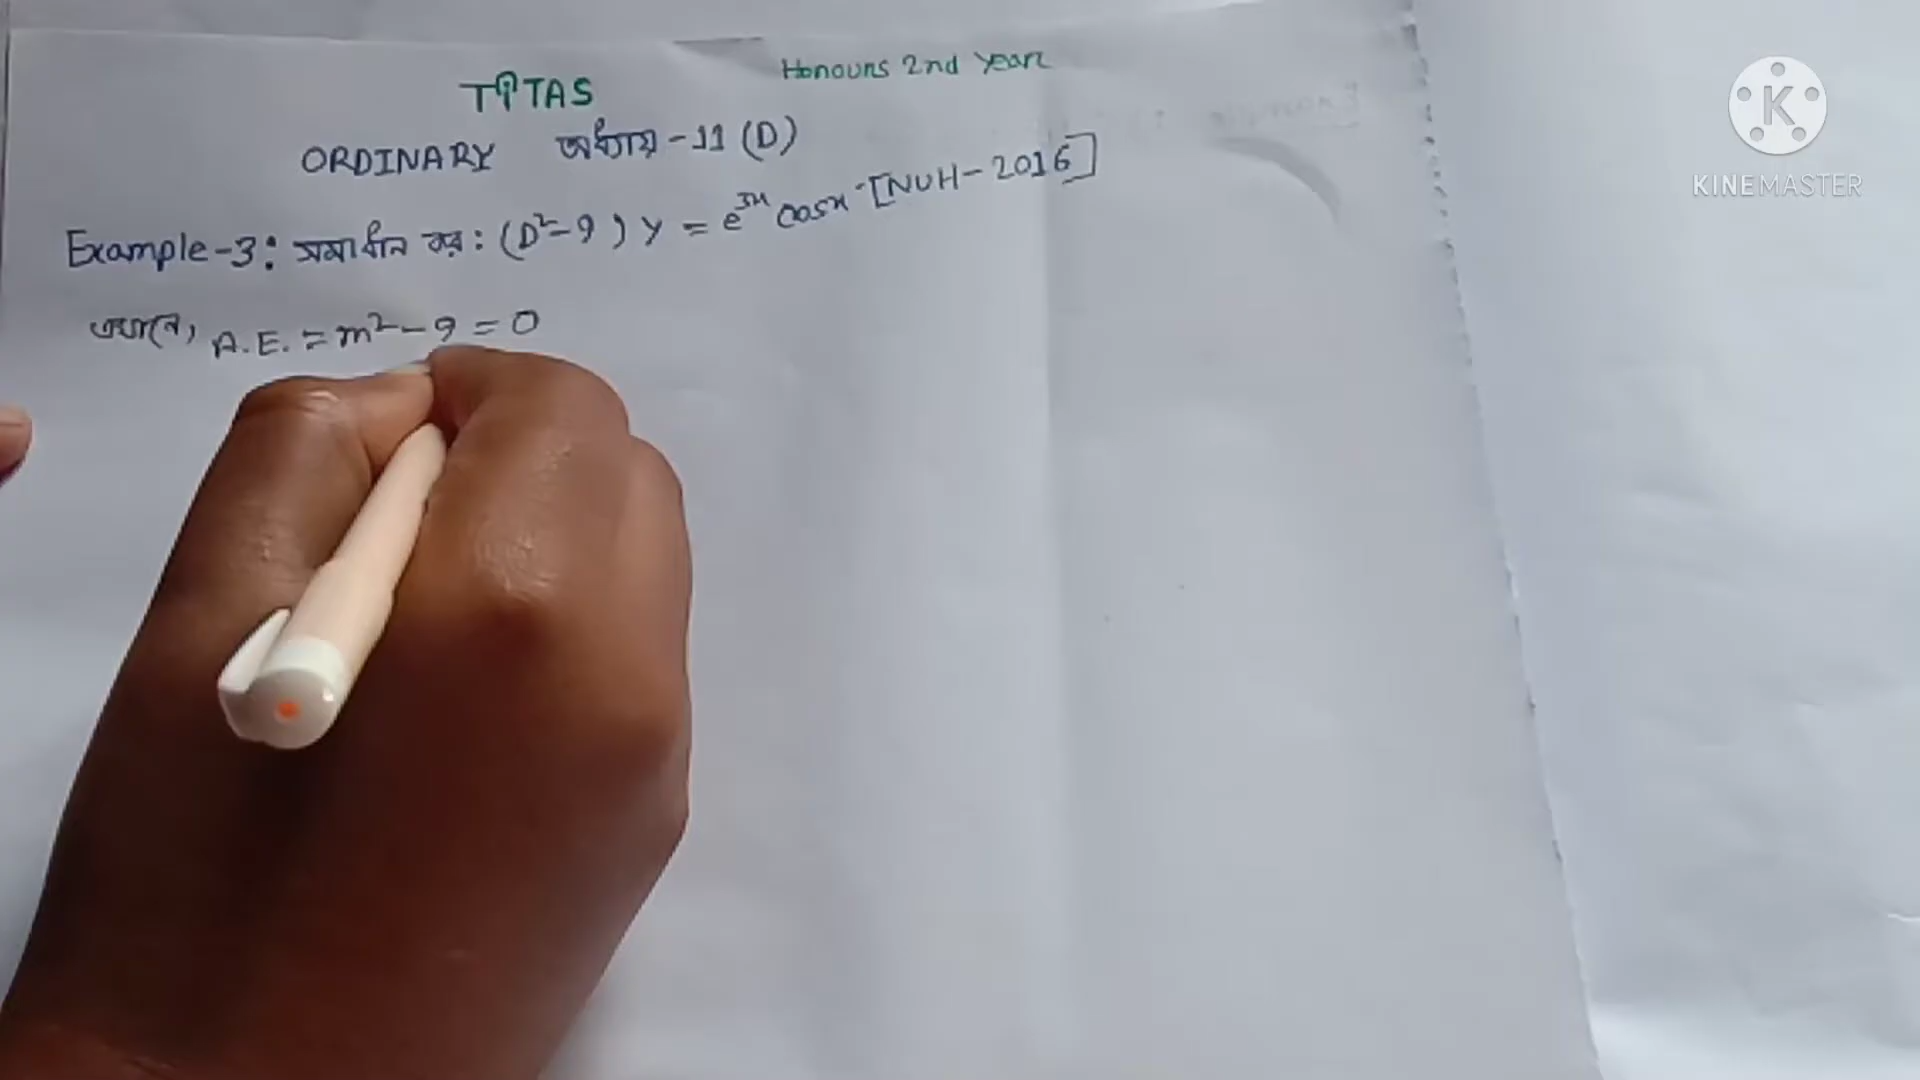 Honours 2nd Year
TITAS
ORDINARY অধ্যায় -11 (D)
Example-3: সমাধান কর: (D²-9) y = e³ˣ cosx [NUH-2016]
এখানে, A.E. = m² - 9 = 0
K
KINEMASTER